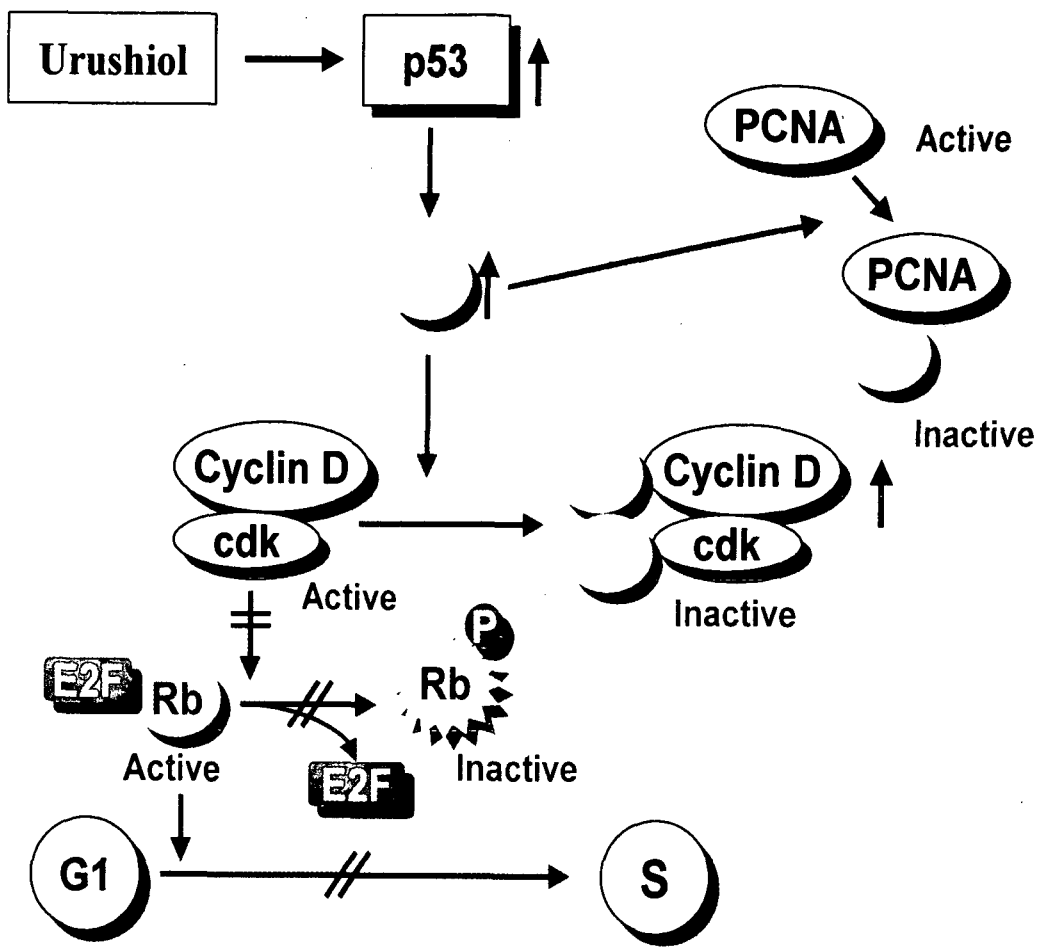 Urushiol
p53
PCNA
Active
PCNA
Inactive
Cyclin D
cdk
Active
Cyclin D
cdk
Inactive
P
E2F
Rb
Active
Rb
Inactive
E2F
G1
S